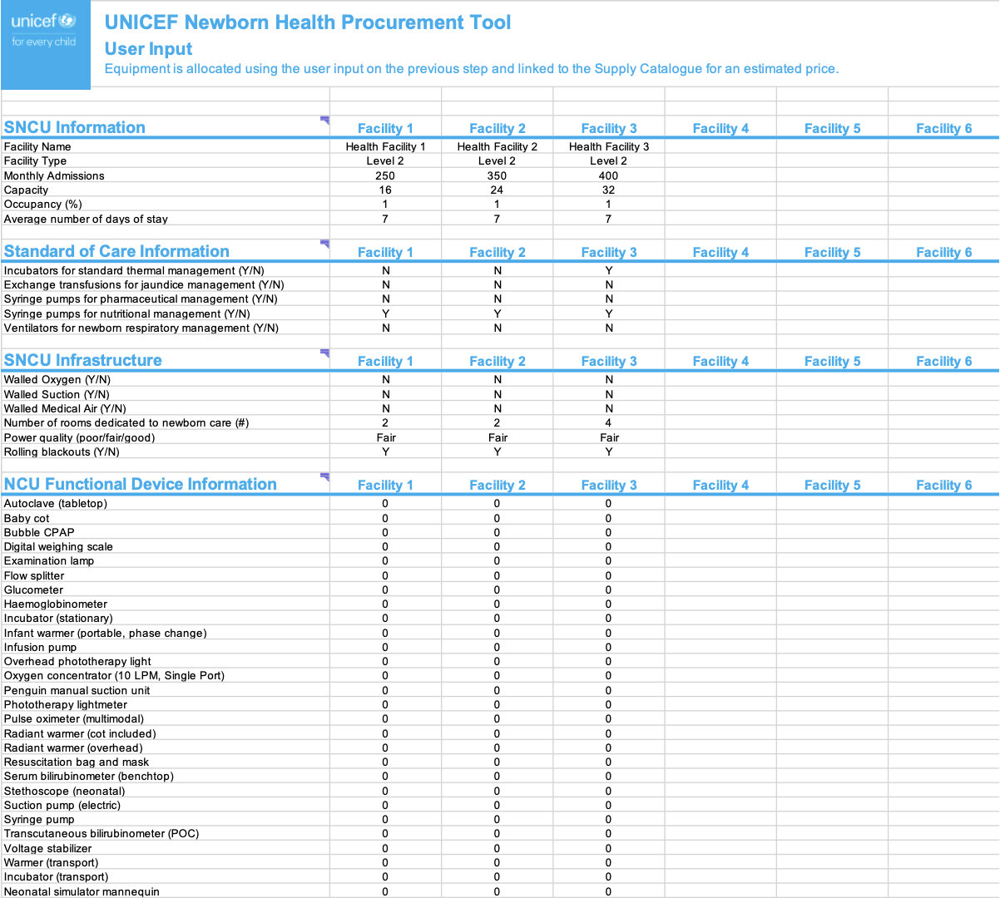 unicef
for every child
UNICEF Newborn Health Procurement Tool
User Input
Equipment is allocated using the user input on the previous step and linked to the Supply Catalogue for an estimated price.
SNCU Information Facility 1 Facility 2 Facility 3 Facility 4 Facility 5 Facility 6
Facility Name Health Facility 1 Health Facility 2 Health Facility 3
Facility Type Level 2 Level 2 Level 2
Monthly Admissions 250 350 400
Capacity 16 24 32
Occupancy (%) 1 1 1
Average number of days of stay 7 7 7
Standard of Care Information Facility 1 Facility 2 Facility 3 Facility 4 Facility 5 Facility 6
Incubators for standard thermal management (Y/N) N N Y
Exchange transfusions for jaundice management (Y/N) N N N
Syringe pumps for pharmaceutical management (Y/N) N N N
Syringe pumps for nutritional management (Y/N) Y Y Y
Ventilators for newborn respiratory management (Y/N) N N N
SNCU Infrastructure Facility 1 Facility 2 Facility 3 Facility 4 Facility 5 Facility 6
Walled Oxygen (Y/N) N N N
Walled Suction (Y/N) N N N
Walled Medical Air (Y/N) N N N
Number of rooms dedicated to newborn care (#) 2 2 4
Power quality (poor/fair/good) Fair Fair Fair
Rolling blackouts (Y/N) Y Y Y
NCU Functional Device Information Facility 1 Facility 2 Facility 3 Facility 4 Facility 5 Facility 6
Autoclave (tabletop) 0 0 0
Baby cot 0 0 0
Bubble CPAP 0 0 0
Digital weighing scale 0 0 0
Examination lamp 0 0 0
Flow splitter 0 0 0
Glucometer 0 0 0
Haemoglobinometer 0 0 0
Incubator (stationary) 0 0 0
Infant warmer (portable, phase change) 0 0 0
Infusion pump 0 0 0
Overhead phototherapy light 0 0 0
Oxygen concentrator (10 LPM, Single Port) 0 0 0
Penguin manual suction unit 0 0 0
Phototherapy lightmeter 0 0 0
Pulse oximeter (multimodal) 0 0 0
Radiant warmer (cot included) 0 0 0
Radiant warmer (overhead) 0 0 0
Resuscitation bag and mask 0 0 0
Serum bilirubinometer (benchtop) 0 0 0
Stethoscope (neonatal) 0 0 0
Suction pump (electric) 0 0 0
Syringe pump 0 0 0
Transcutaneous bilirubinometer (POC) 0 0 0
Voltage stabilizer 0 0 0
Warmer (transport) 0 0 0
Incubator (transport) 0 0 0
Neonatal simulator mannequin 0 0 0